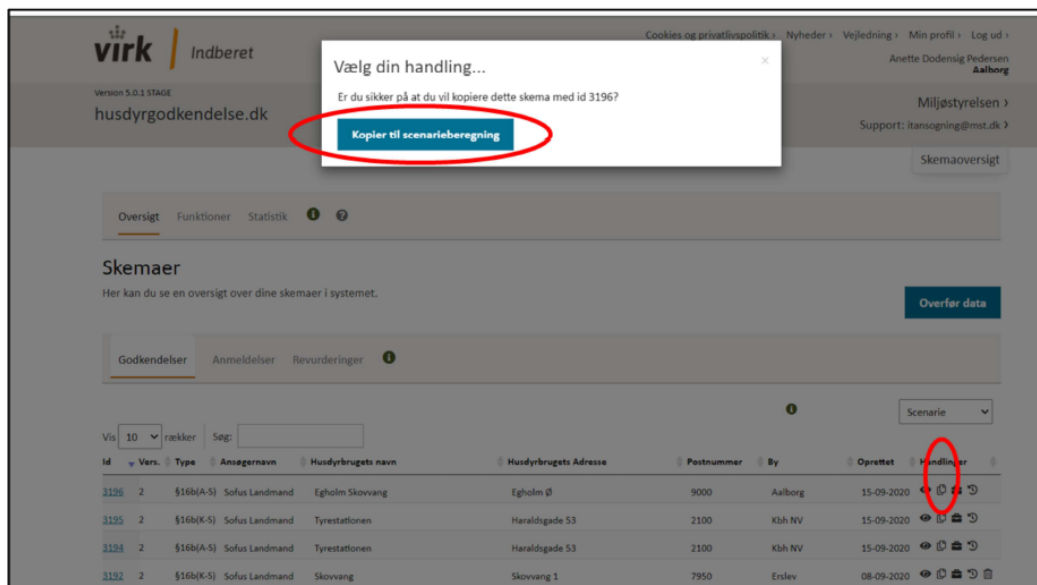 virk Indberet
Cookies og privatlivspolitik › Nyheder › Vejledning › Min profil › Log ud ›
Anette Dodensig Pedersen
Aalborg
Version 5.0.1 STAGE
husdyrgodkendelse.dk
Miljøstyrelsen ›
Support: itansogning@mst.dk ›
Skemaoversigt
Vælg din handling... ×
Er du sikker på at du vil kopiere dette skema med id 3196?
Kopier til scenarieberegning
Oversigt Funktioner Statistik
Skemaer
Her kan du se en oversigt over dine skemaer i systemet.
Overfør data
Godkendelser Anmeldelser Revurderinger
Scenarie
Vis 10 rækker Søg:
Id Vers. Type Ansøgernavn Husdyrbrugets navn Husdyrbrugets Adresse Postnummer By Oprettet Handlinger
3196 2 §16b(A-S) Sofus Landmand Egholm Skovvang Egholm Ø 9000 Aalborg 15-09-2020
3195 2 §16b(K-S) Sofus Landmand Tyrestationen Haraldsgade 53 2100 Kbh NV 15-09-2020
3194 2 §16b(A-S) Sofus Landmand Tyrestationen Haraldsgade 53 2100 Kbh NV 15-09-2020
3192 2 §16b(K-S) Sofus Landmand Skovvang Skovvang 1 7950 Erslev 08-09-2020